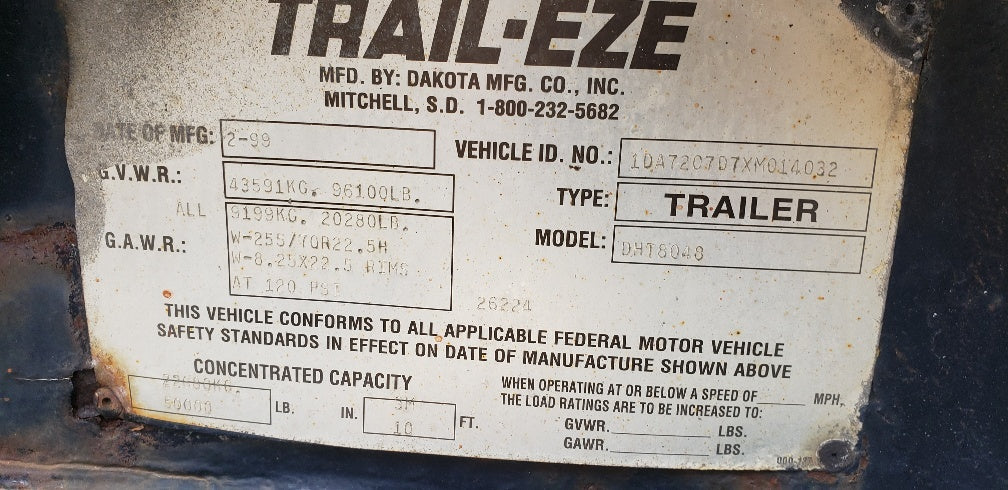 TRAIL-EZE
MFD. BY: DAKOTA MFG. CO., INC.
MITCHELL, S.D. 1-800-232-5682
DATE OF MFG: 2-99
VEHICLE ID. NO.: 1DA72C7D7XM014032
G.V.W.R.: 43591KG. 96100LB.
TYPE: TRAILER
ALL 9199KG. 20280LB.
MODEL: DHT8048
G.A.W.R.: W-255/70R22.5H
W-8.25X22.5 RIMS
AT 120 PSI
26224
THIS VEHICLE CONFORMS TO ALL APPLICABLE FEDERAL MOTOR VEHICLE
SAFETY STANDARDS IN EFFECT ON DATE OF MANUFACTURE SHOWN ABOVE
CONCENTRATED CAPACITY
LB. IN. 3M 10 FT.
WHEN OPERATING AT OR BELOW A SPEED OF MPH,
THE LOAD RATINGS ARE TO BE INCREASED TO:
GVWR. LBS.
GAWR. LBS.